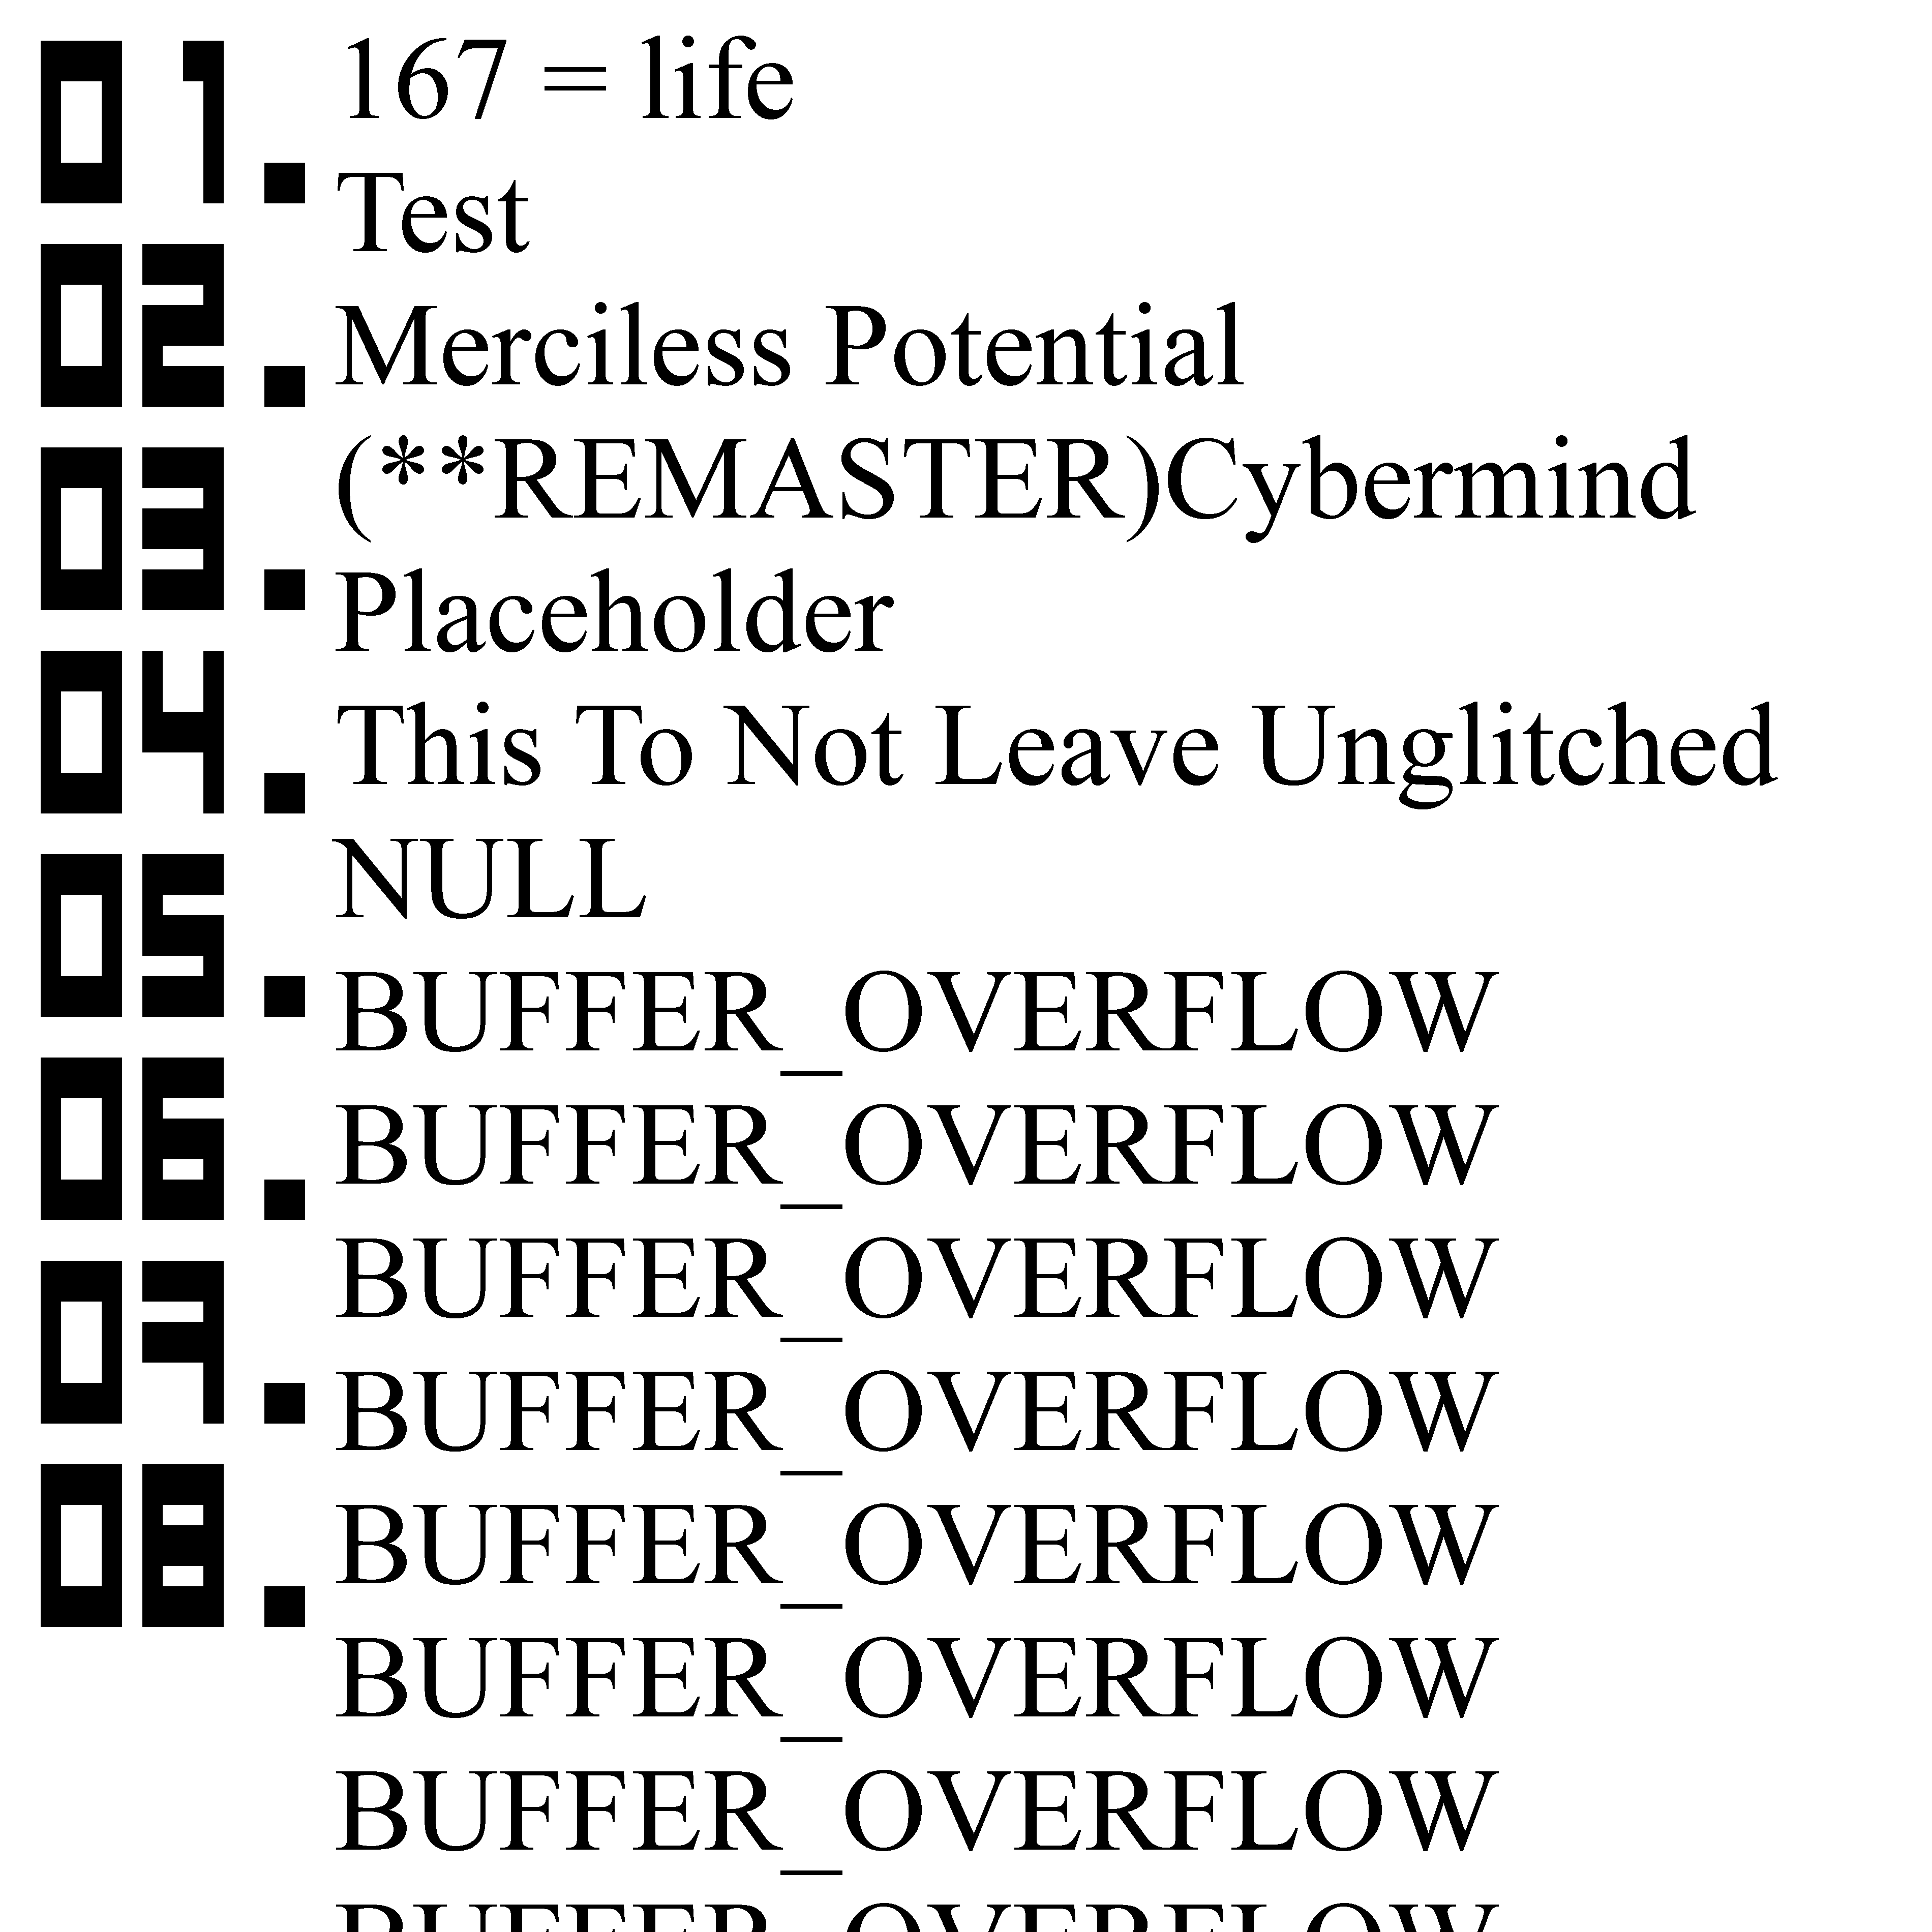 01.
02.
03.
04.
05.
06.
07.
08.
167 = life
Test
Merciless Potential
(**REMASTER)Cybermind
Placeholder
This To Not Leave Unglitched
NULL
BUFFER_OVERFLOW
BUFFER_OVERFLOW
BUFFER_OVERFLOW
BUFFER_OVERFLOW
BUFFER_OVERFLOW
BUFFER_OVERFLOW
BUFFER_OVERFLOW
BUFFER_OVERFLOW